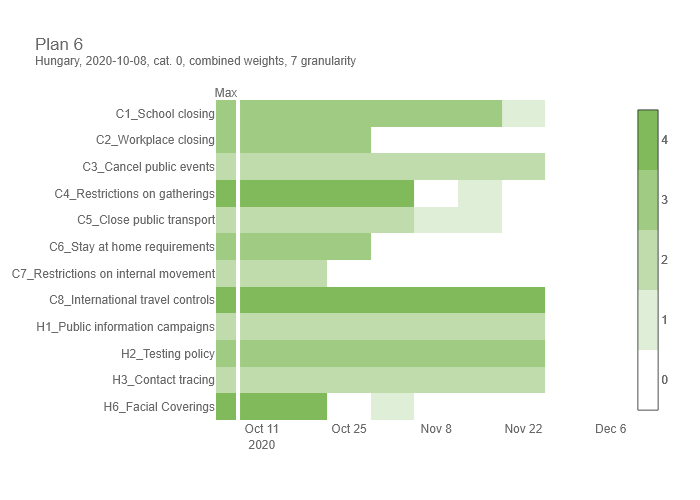 Plan 6
Hungary, 2020-10-08, cat. 0, combined weights, 7 granularity
Max
C1_School closing
C2_Workplace closing
C3_Cancel public events
C4_Restrictions on gatherings
C5_Close public transport
C6_Stay at home requirements
C7_Restrictions on internal movement
C8_International travel controls
H1_Public information campaigns
H2_Testing policy
H3_Contact tracing
H6_Facial Coverings
Oct 11 Oct 25 Nov 8 Nov 22 Dec 6
2020
4
3
2
1
0